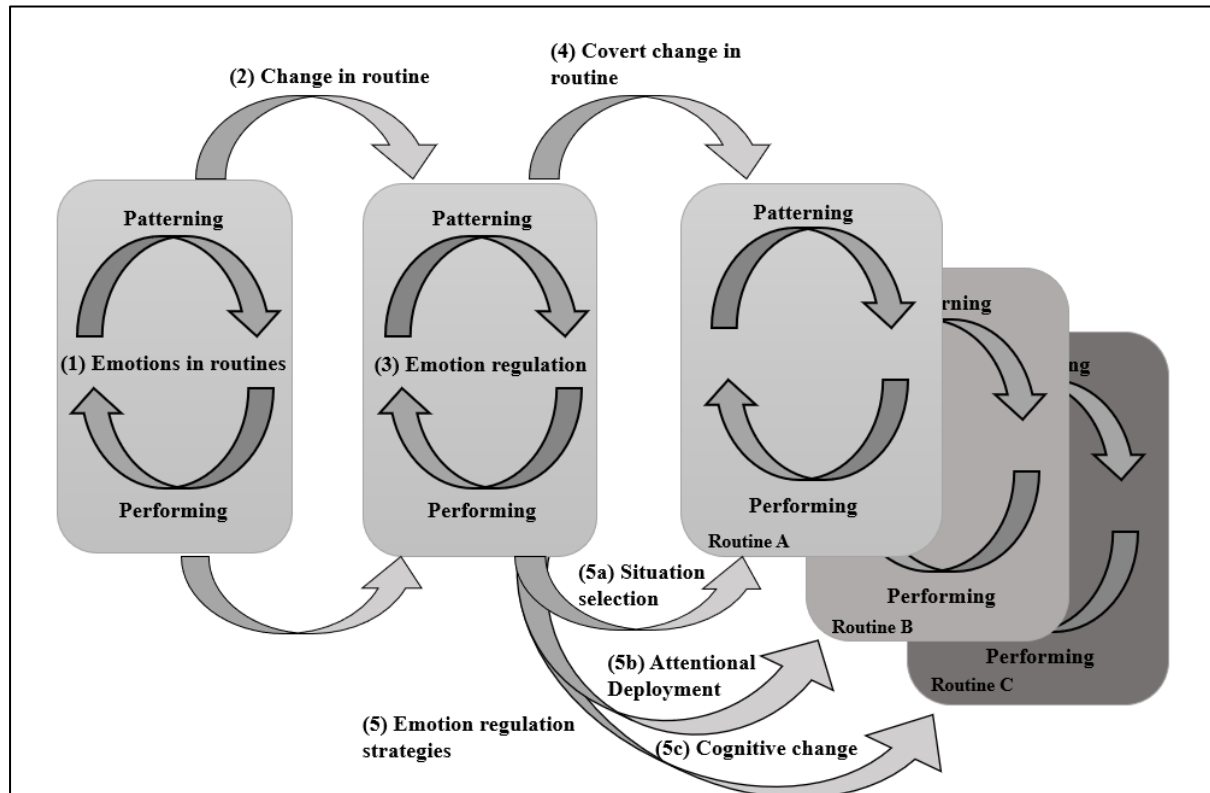 (4) Covert change in
routine
(2) Change in routine
Patterning
(1) Emotions in routines
Performing
Patterning
(3) Emotion regulation
Performing
Patterning
Performing
Routine A
rning
Performing
Routine B
ng
Performing
Routine C
(5a) Situation
selection
(5b) Attentional
Deployment
(5) Emotion regulation
strategies
(5c) Cognitive change